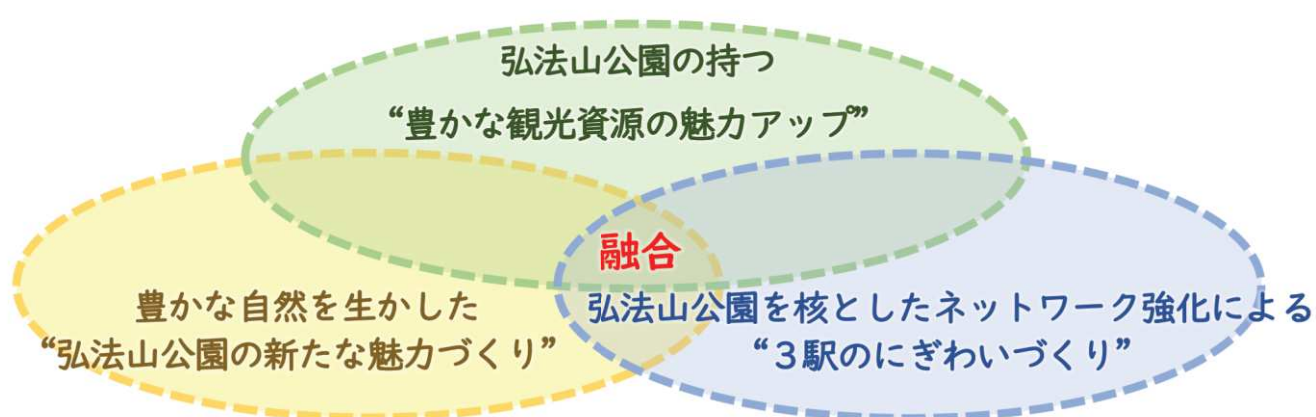 弘法山公園の持つ
“豊かな観光資源の魅力アップ”
融合
豊かな自然を生かした
“弘法山公園の新たな魅力づくり”
弘法山公園を核としたネットワーク強化による
“３駅のにぎわいづくり”